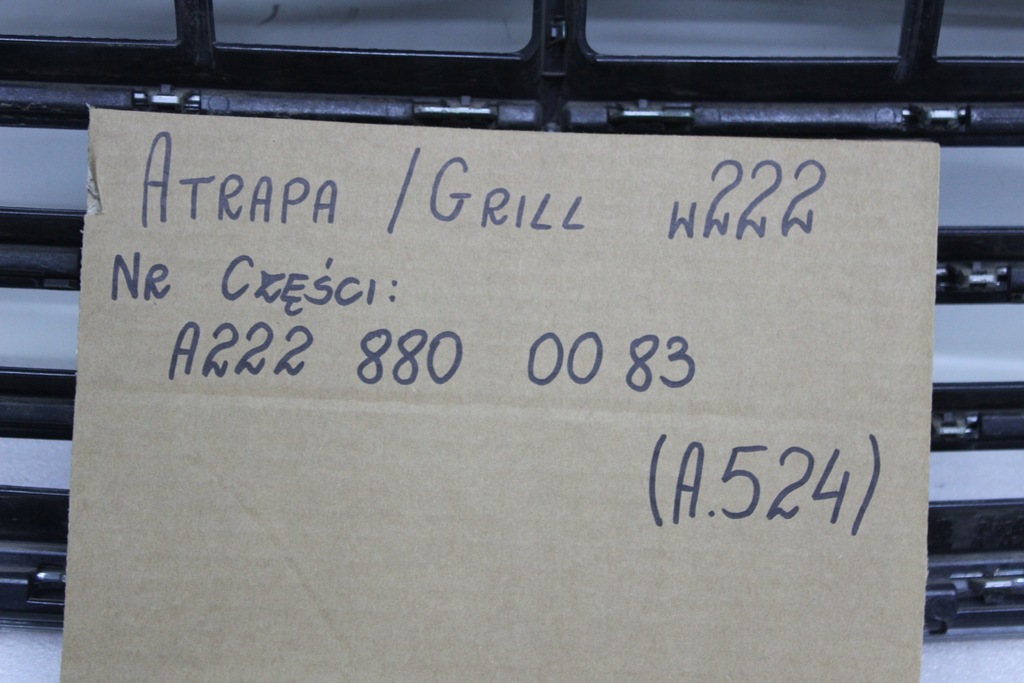 ATRAPA / GRILL W222
NR CZĘŚCI:
A222 880 00 83
(A.524)